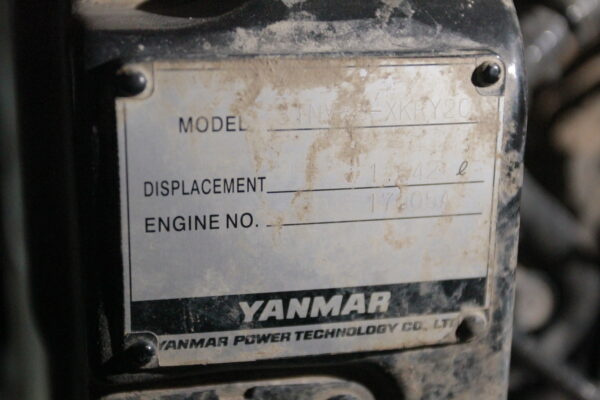 MODEL
DISPLACEMENT ℓ
ENGINE NO.
YANMAR
YANMAR POWER TECHNOLOGY CO., LTD